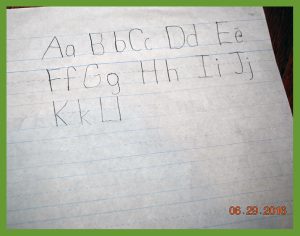 Aa Bb Cc Dd Ee
Ff Gg Hh Ii Jj
Kk Ll
06.29.2018